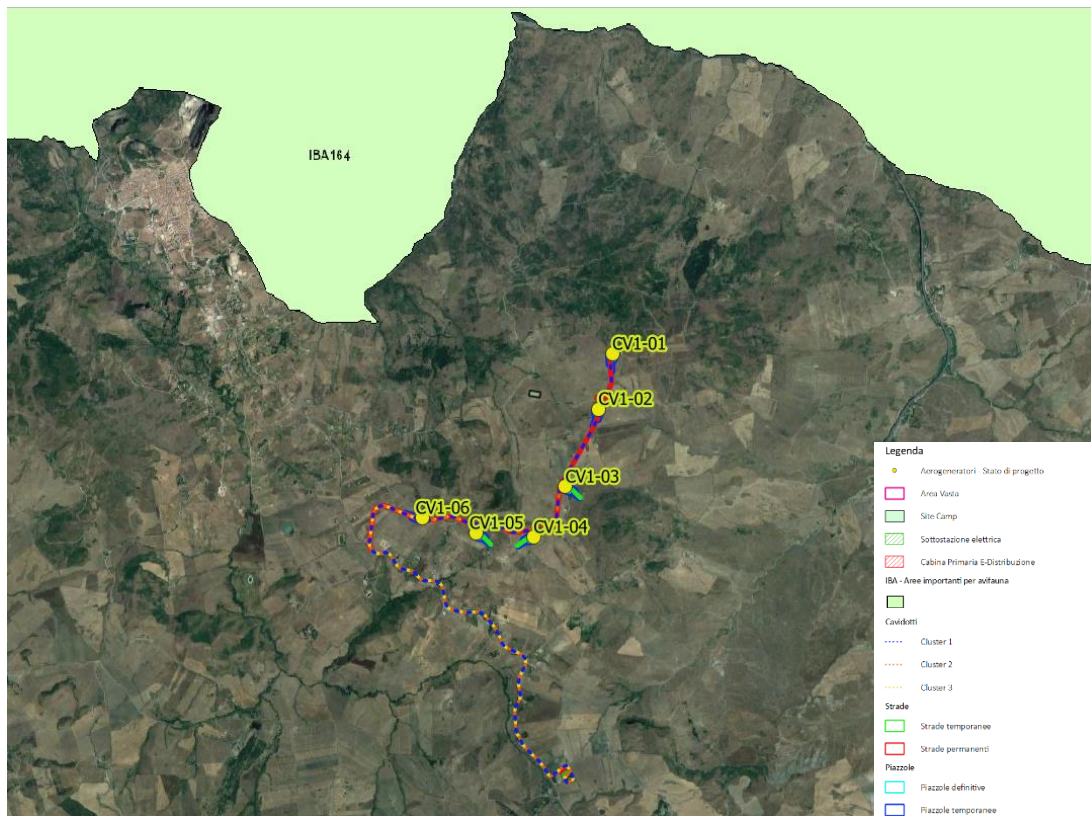 IBA164
CV1-01
CV1-02
CV1-03
CV1-06
CV1-05
CV1-04
Legenda
Aerogeneratori - Stato di progetto
Area Vasta
Site Camp
Sottostazione elettrica
Cabina Primaria E-Distribuzione
IBA - Aree importanti per avifauna
Cavidotti
Cluster 1
Cluster 2
Cluster 3
Strade
Strade temporanee
Strade permanenti
Piazzole
Piazzole definitive
Piazzole temporanee